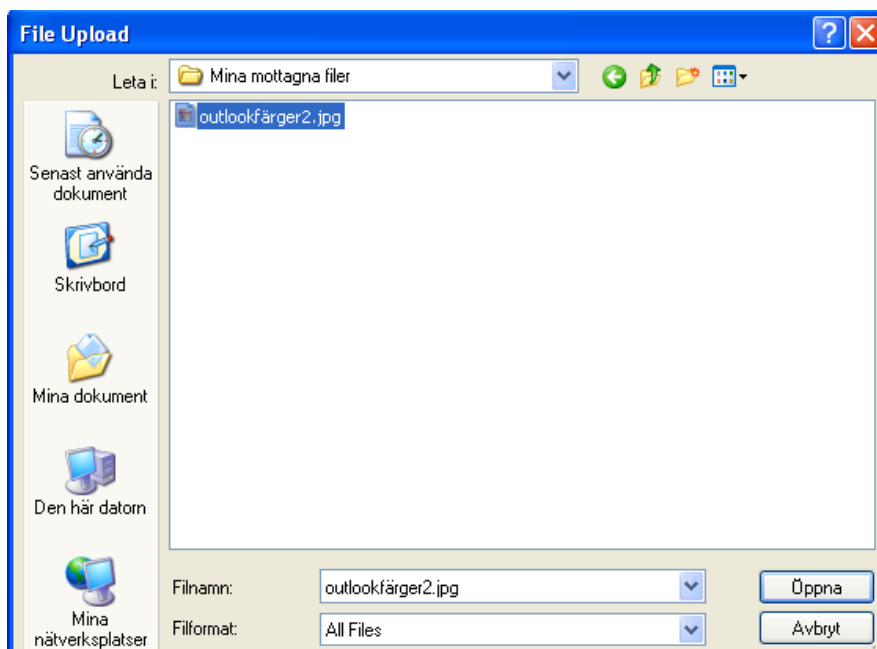 File Upload
Leta i:
Mina mottagna filer
outlookfärger2.jpg
Senast använda
dokument
Skrivbord
Mina dokument
Den här datorn
Mina
nätverksplatser
Filnamn:
outlookfärger2.jpg
Öppna
Filformat:
All Files
Avbryt